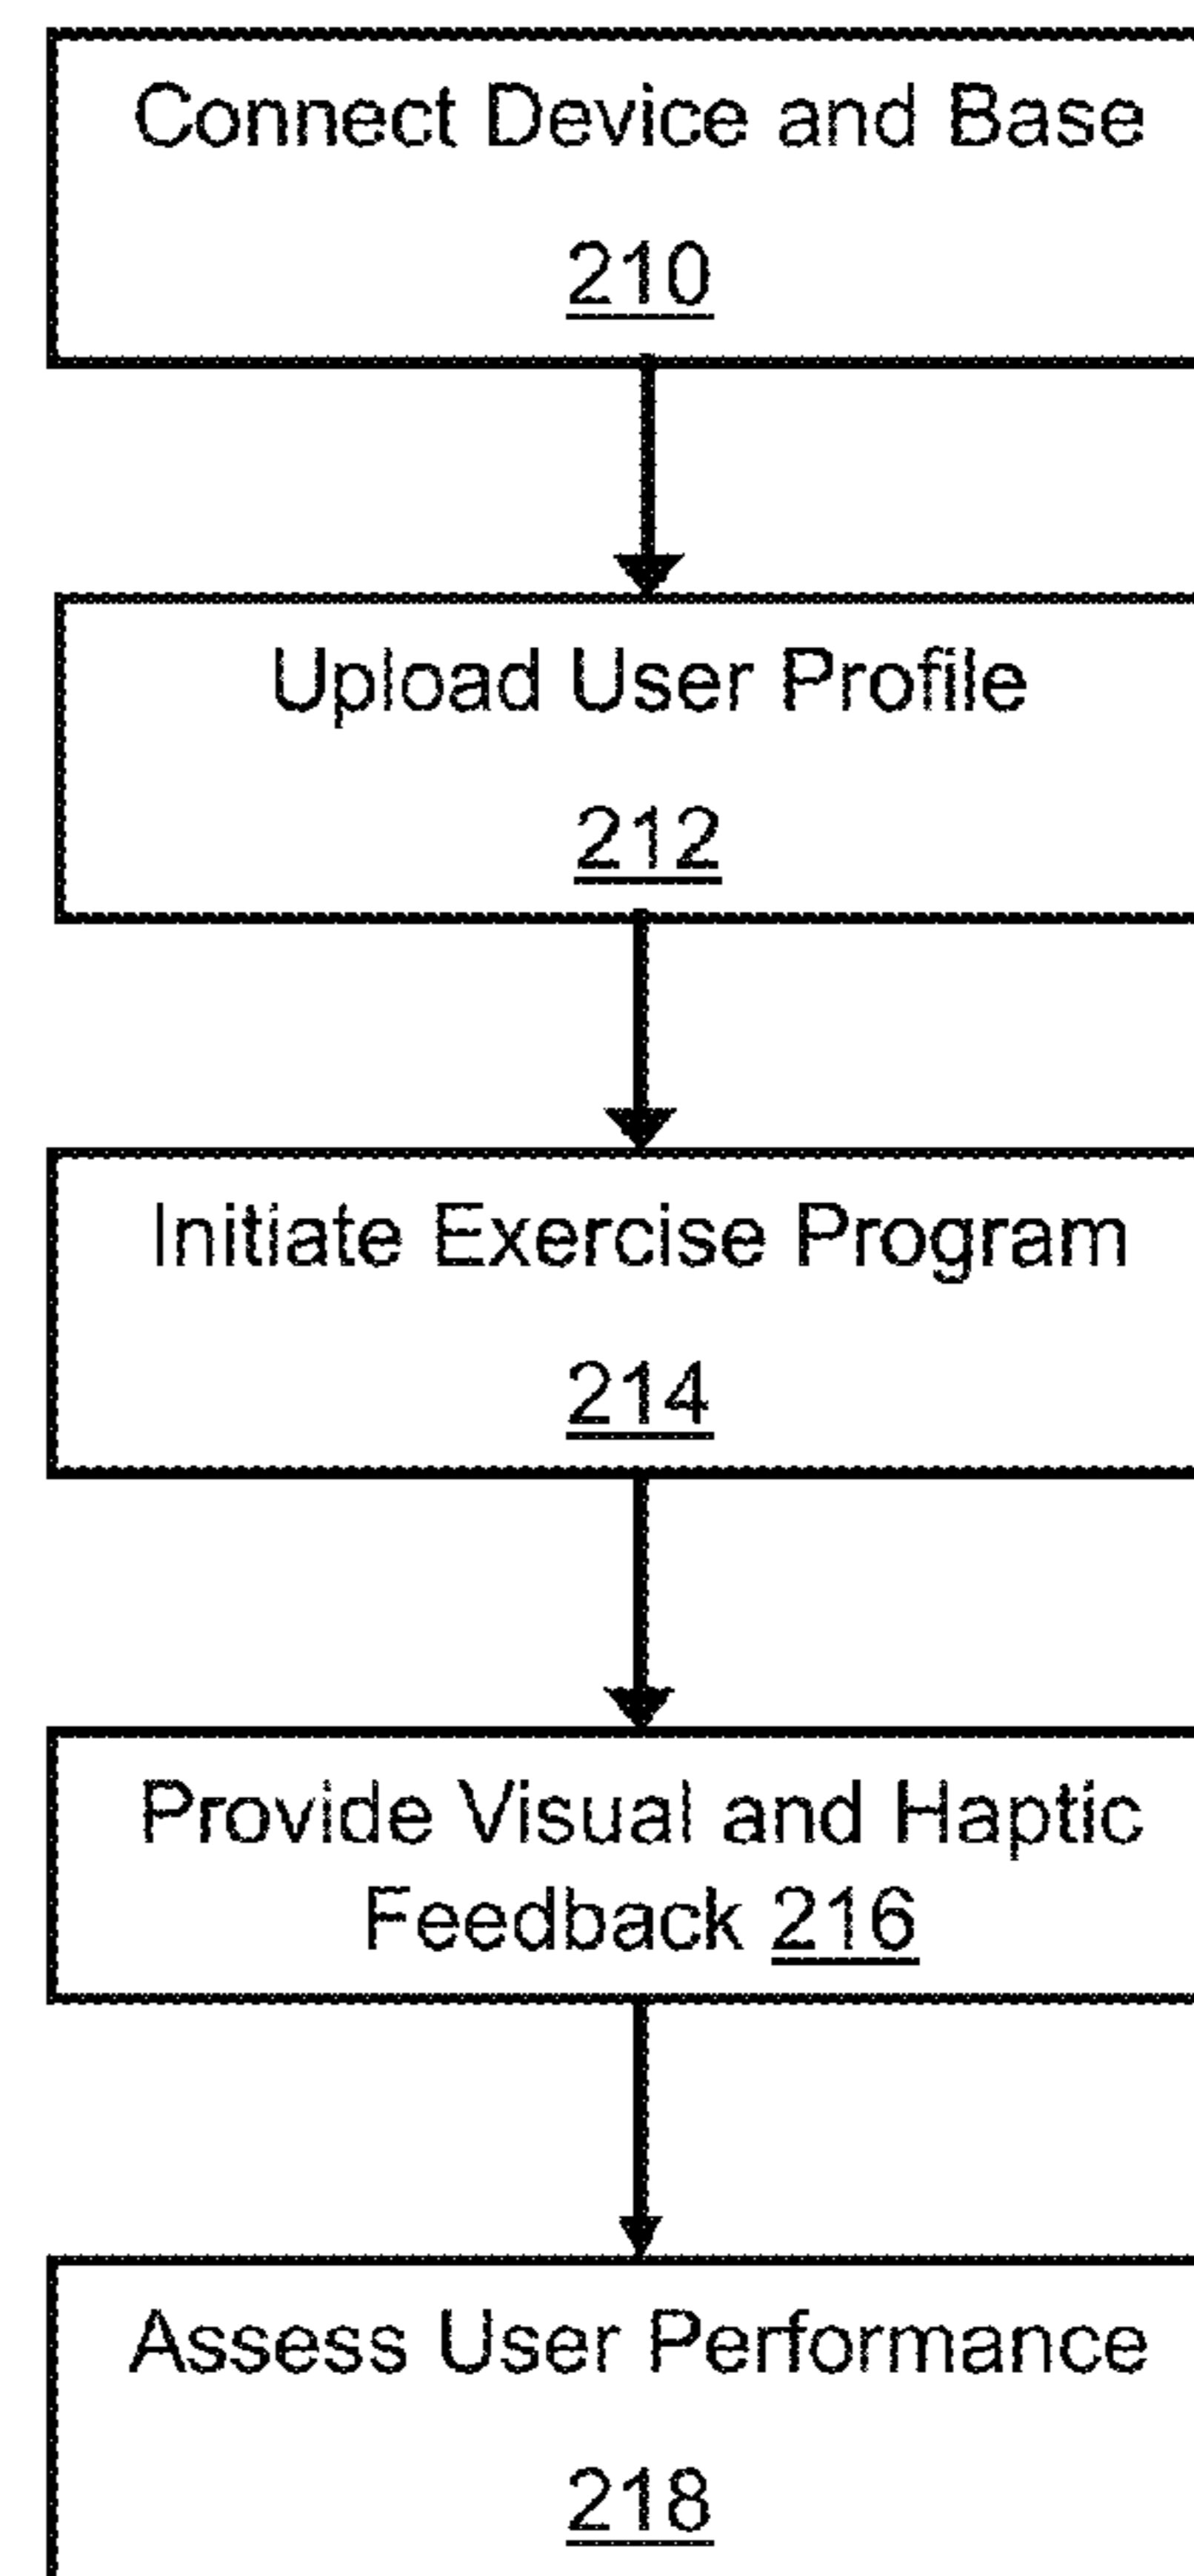 Connect Device and Base
210
Upload User Profile
212
Initiate Exercise Program
214
Provide Visual and Haptic
Feedback 216
Assess User Performance
218